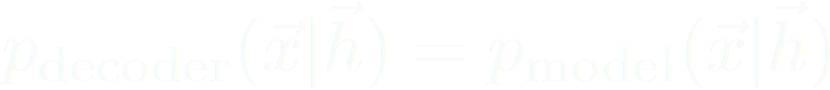 p_decoder(x⃗|h⃗) = p_model(x⃗|h⃗)